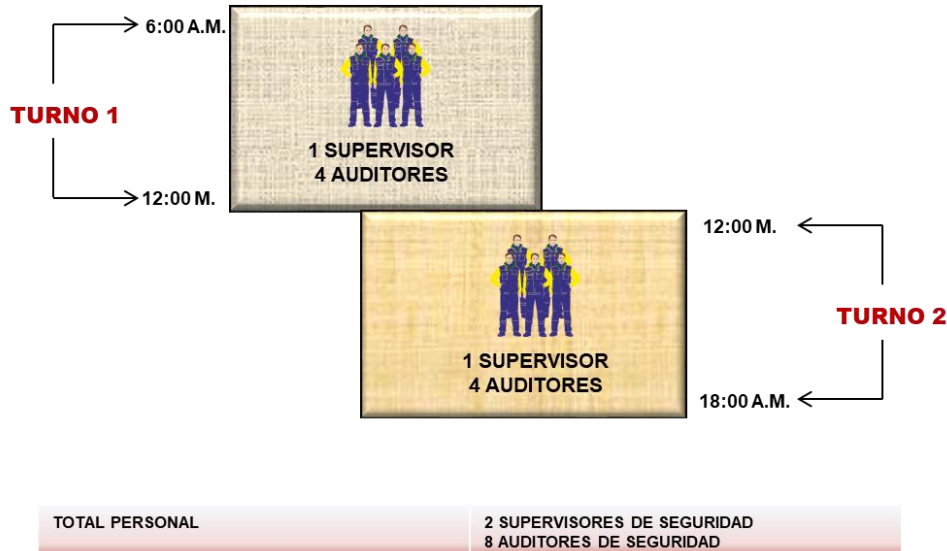 6:00 A.M.
TURNO 1
1 SUPERVISOR
4 AUDITORES
12:00 M.
12:00 M.
TURNO 2
1 SUPERVISOR
4 AUDITORES
18:00 A.M.
TOTAL PERSONAL
2 SUPERVISORES DE SEGURIDAD
8 AUDITORES DE SEGURIDAD